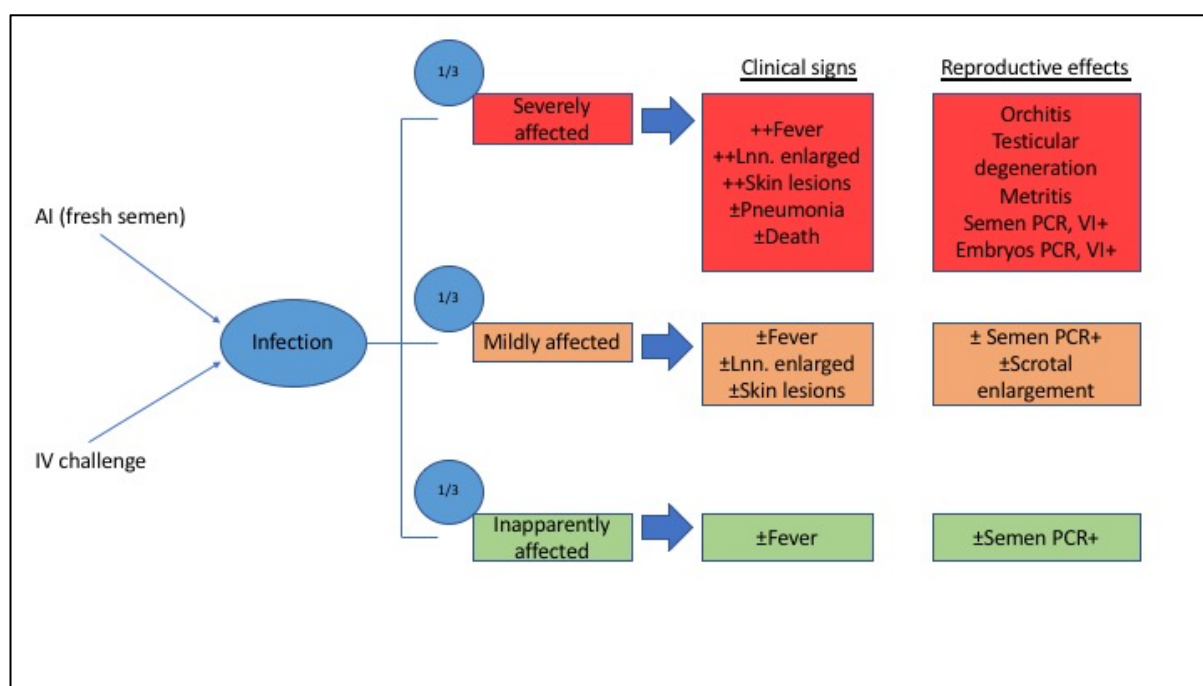 Clinical signs
Reproductive effects
1/3
Severely
affected
++Fever
++Lnn. enlarged
++Skin lesions
±Pneumonia
±Death
Orchitis
Testicular
degeneration
Metritis
Semen PCR, VI+
Embryos PCR, VI+
AI (fresh semen)
Infection
IV challenge
1/3
Mildly affected
±Fever
±Lnn. enlarged
±Skin lesions
± Semen PCR+
±Scrotal
enlargement
1/3
Inapparently
affected
±Fever
±Semen PCR+